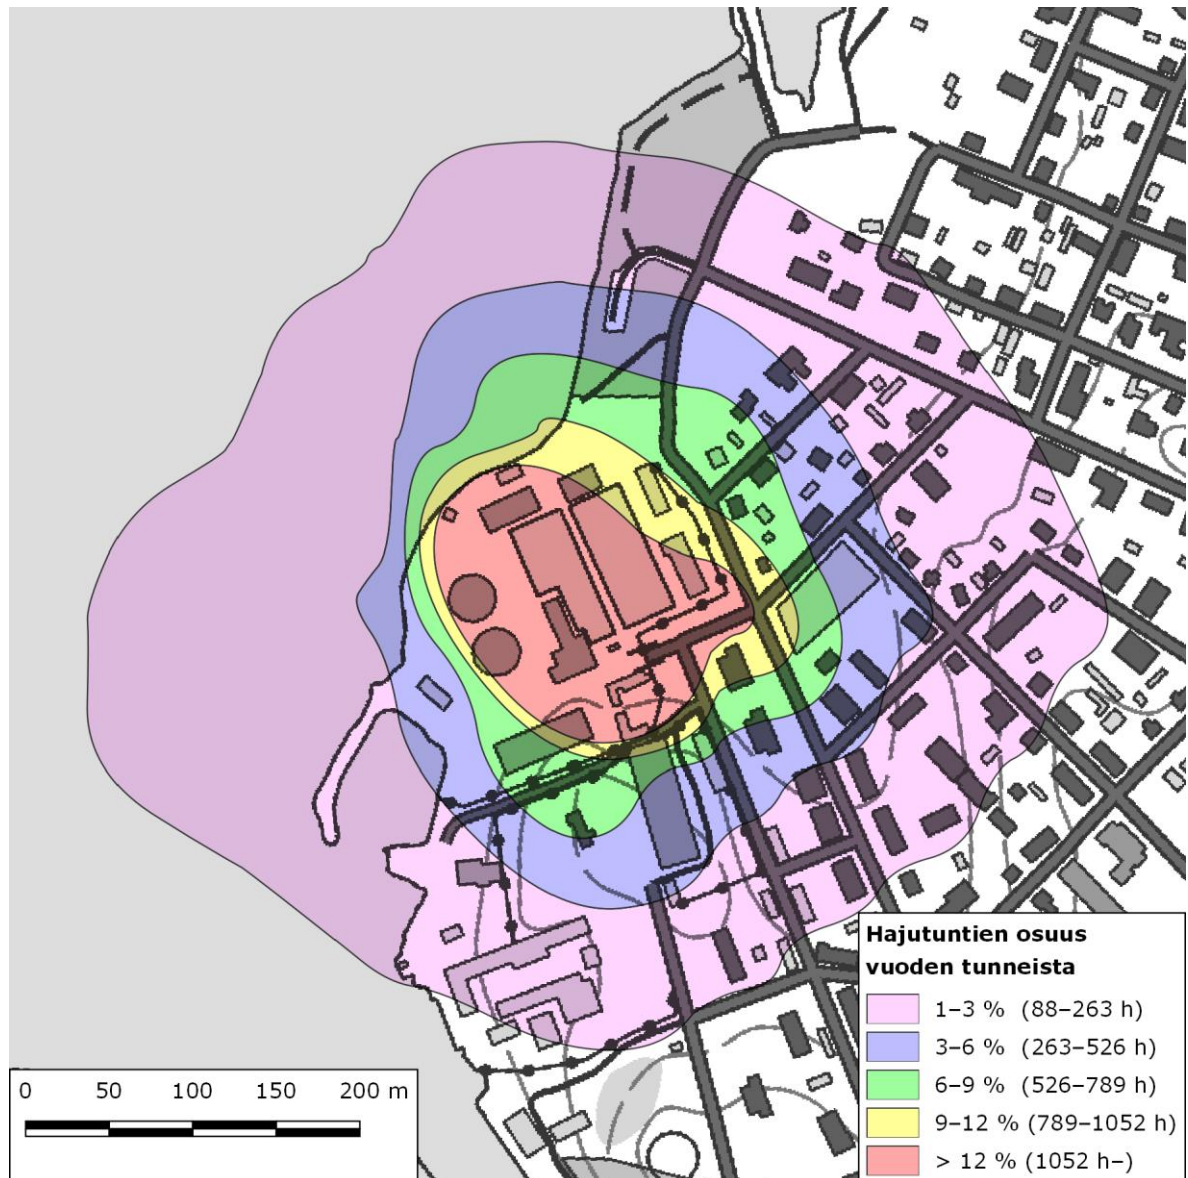 Hajutuntien osuus
vuoden tunneista
1–3 % (88–263 h)
3–6 % (263–526 h)
6–9 % (526–789 h)
9–12 % (789–1052 h)
> 12 % (1052 h–)
0 50 100 150 200 m